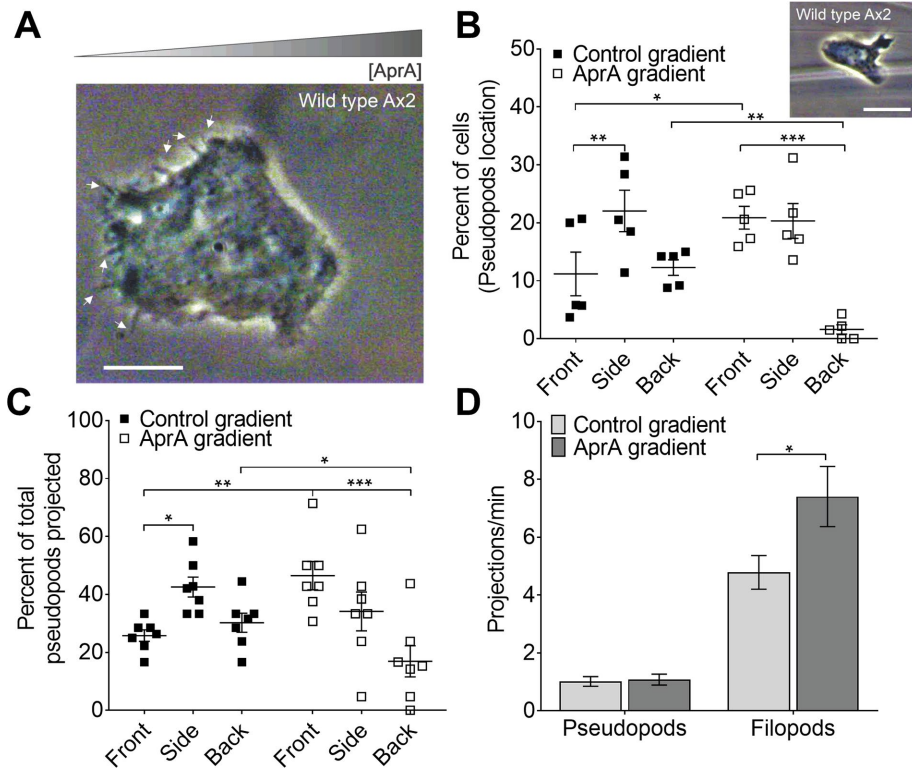 A
[AprA]
Wild type Ax2
B
Wild type Ax2
Control gradient
AprA gradient
Percent of cells
(Pseudopods location)
50
40
30
20
10
0
*
**
**
***
Front
Side
Back
Front
Side
Back
C
Control gradient
AprA gradient
Percent of total
pseudopods projected
100
80
60
40
20
0
*
**
***
*
Front
Side
Back
Front
Side
Back
D
Control gradient
AprA gradient
Projections/min
10
8
6
4
2
0
*
Pseudopods
Filopods